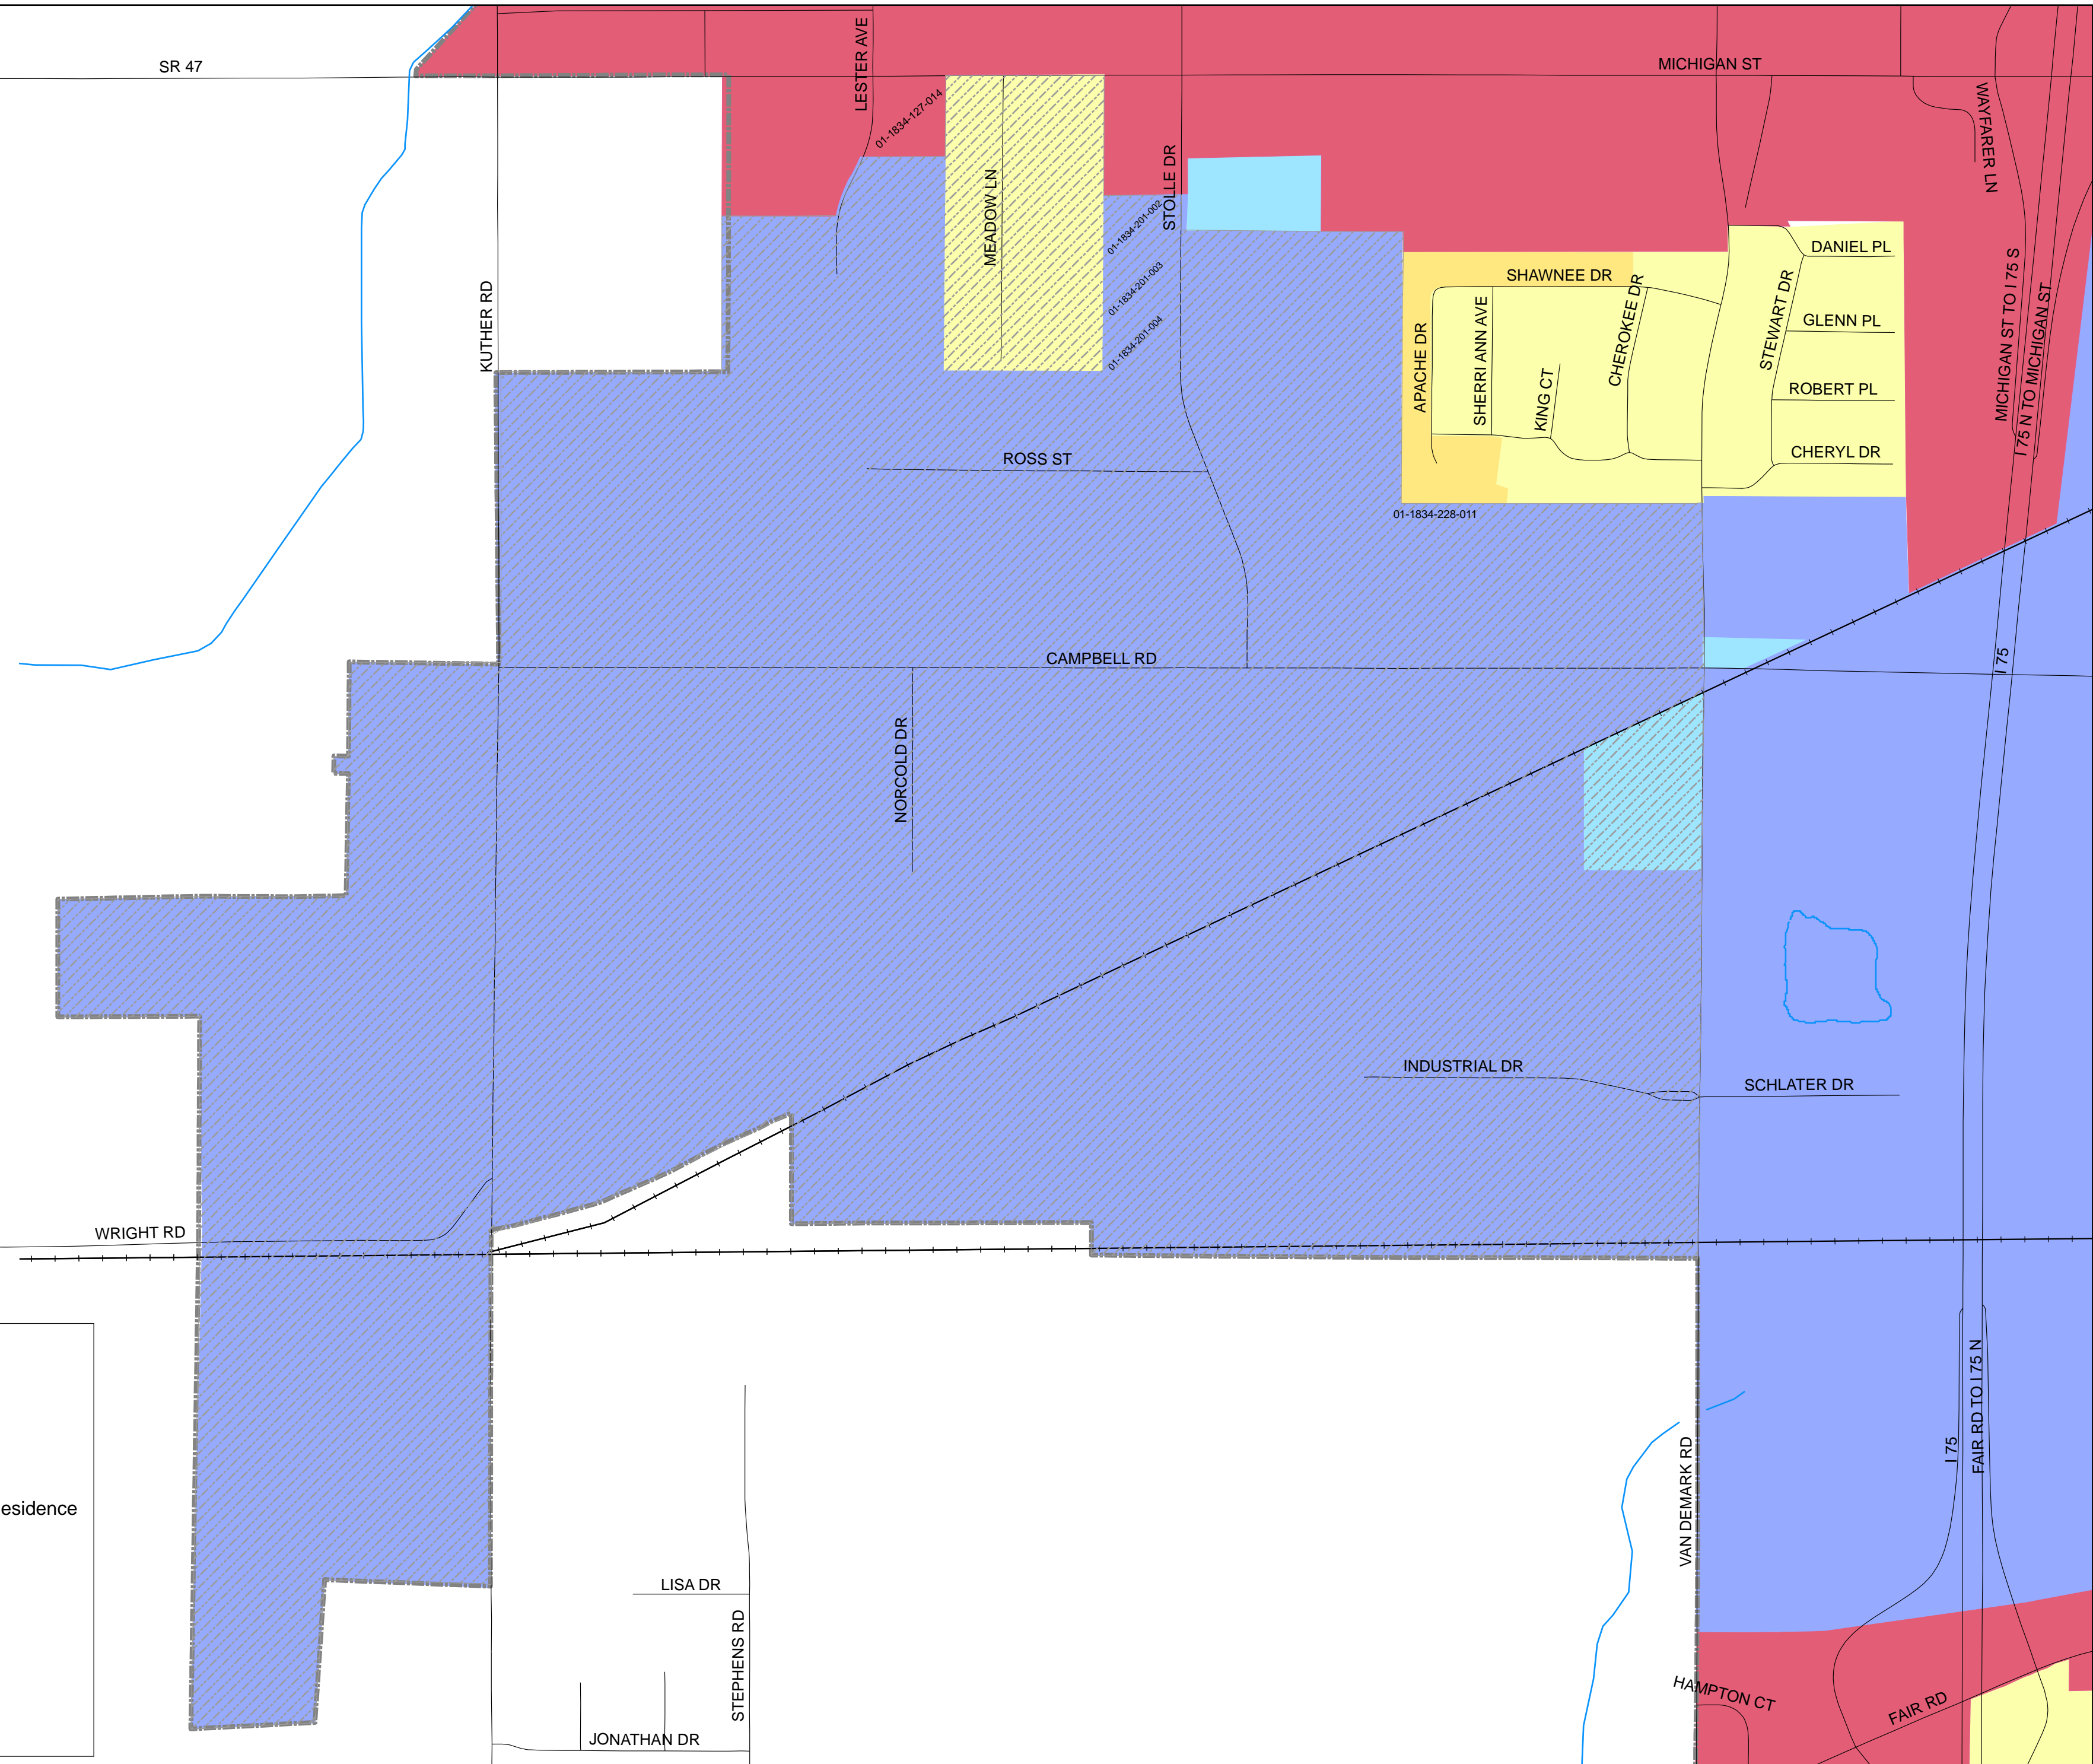 SR 47
LESTER AVE
MICHIGAN ST
WAYFARER LN
01-1834-127-014
MEADOW LN
STOLLE DR
01-1834-201-002
01-1834-201-003
01-1834-201-004
KUTHER RD
SHAWNEE DR
APACHE DR
SHERRI ANN AVE
KING CT
CHEROKEE DR
STEWART DR
DANIEL PL
GLENN PL
ROBERT PL
CHERYL DR
MICHIGAN ST TO I 75 S
I 75 N TO MICHIGAN ST
ROSS ST
01-1834-228-011
CAMPBELL RD
I 75
NORCOLD DR
INDUSTRIAL DR
SCHLATER DR
WRIGHT RD
esidence
I 75
FAIR RD TO I 75 N
VAN DEMARK RD
LISA DR
STEPHENS RD
JONATHAN DR
HAMPTON CT
FAIR RD